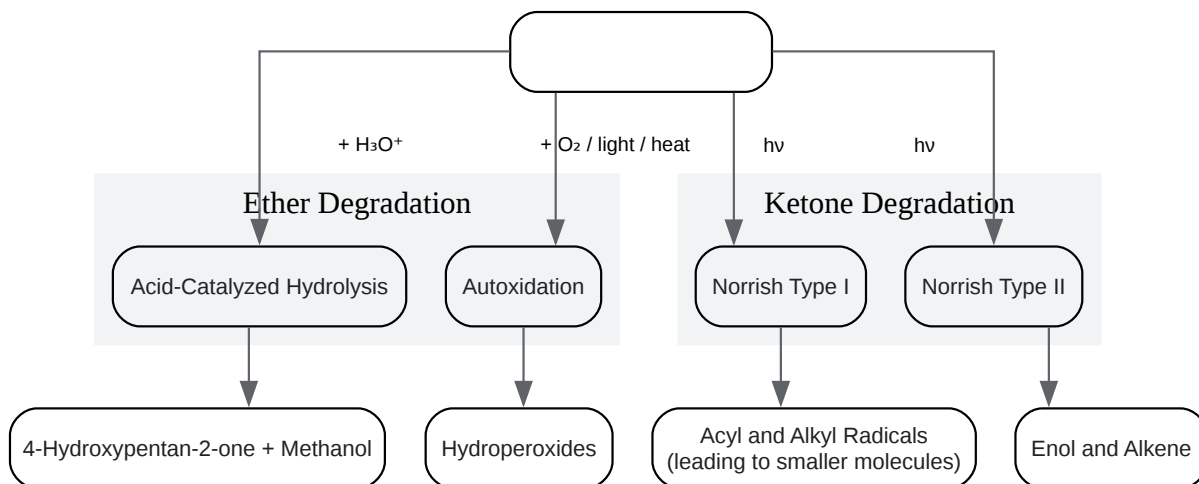 + H₃O⁺
+ O₂ / light / heat
hν
hν
Ether Degradation
Ketone Degradation
Acid-Catalyzed Hydrolysis
Autoxidation
Norrish Type I
Norrish Type II
4-Hydroxypentan-2-one + Methanol
Hydroperoxides
Acyl and Alkyl Radicals
(leading to smaller molecules)
Enol and Alkene